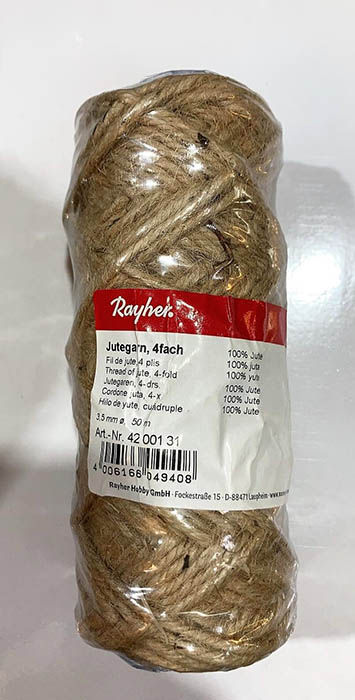 Rayher.
Jutegarn, 4fach 100% Jute
Fil de jute, 4 plis 100% juta
Thread of jute, 4-fold 100% yute
Jutegaren, 4-drs. 100% Jute
Cordone juta, 4-x 100% Jute
Hilo de yute, cuádruple 100% Jute
3,5 mm ø, 50 m
Art.-Nr. 42 001 31
4 006166 049408
Rayher Hobby GmbH · Fockestraße 15 · D-88471 Laupheim